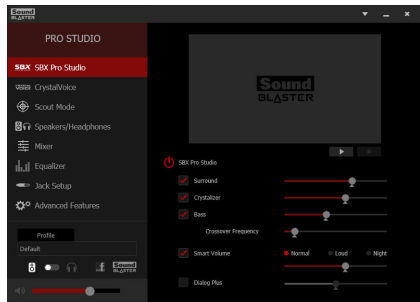 Sound
BLASTER
PRO STUDIO
SBX SBX Pro Studio
CrystalVoice
Scout Mode
Speakers/Headphones
Mixer
Equalizer
Jack Setup
Advanced Features
Profile
Default
Sound
BLASTER
Sound
BLASTER
SBX Pro Studio
Surround
Crystalizer
Bass
Crossover Frequency
Smart Volume
Normal Loud Night
Dialog Plus